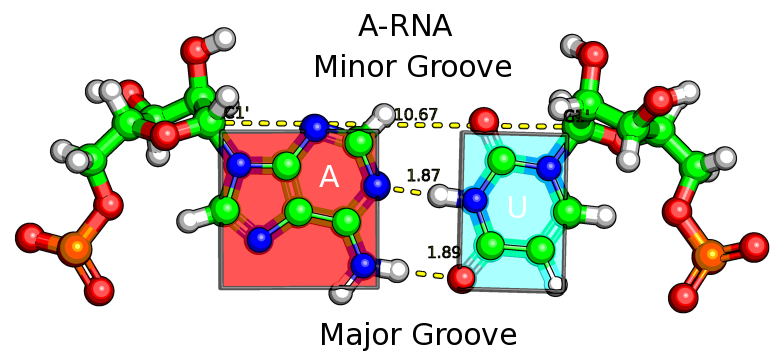 A-RNA
Minor Groove
C1'
10.67
C1'
1.87
A
U
1.89
Major Groove